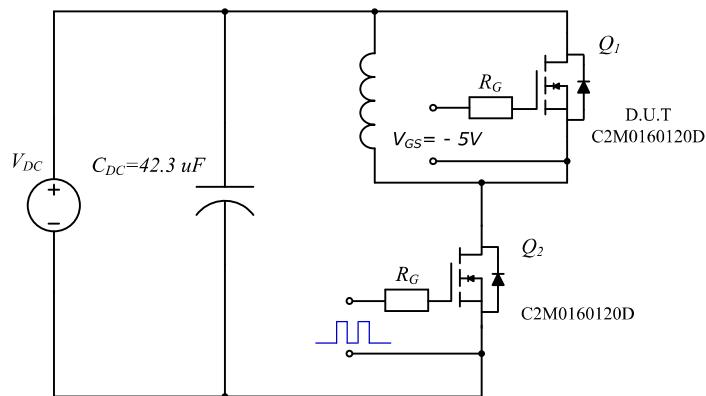 Q1
RG
D.U.T
C2M0160120D
VGS= - 5V
VDC
CDC=42.3 uF
+
−
Q2
RG
C2M0160120D